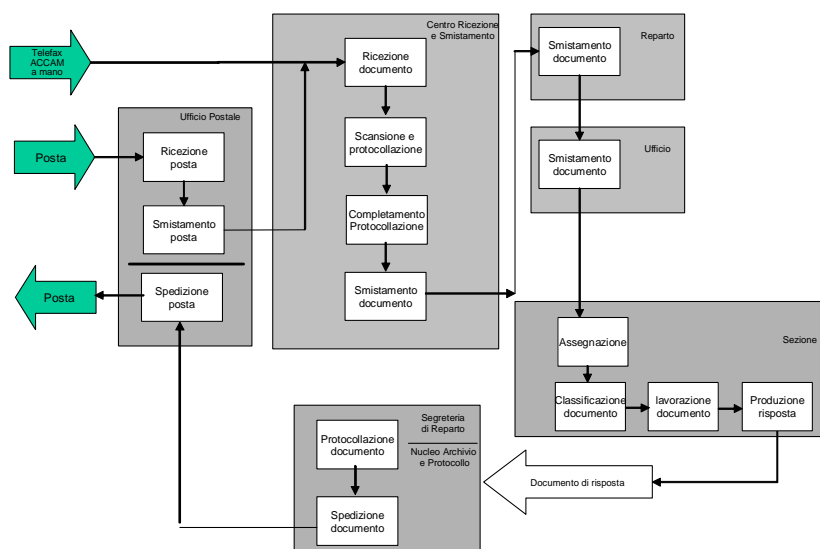 Telefax
ACCAM
a mano
Centro Ricezione
e Smistamento
Ricezione
documento
Scansione e
protocollazione
Completamento
Protocollazione
Smistamento
documento
Reparto
Smistamento
documento
Ufficio
Smistamento
documento
Ufficio Postale
Posta
Ricezione
posta
Smistamento
posta
Posta
Spedizione
posta
Sezione
Assegnazione
Classificazione
documento
lavorazione
documento
Produzione
risposta
Segreteria
di Reparto
Nucleo Archivio
e Protocollo
Protocollazione
documento
Spedizione
documento
Documento di risposta